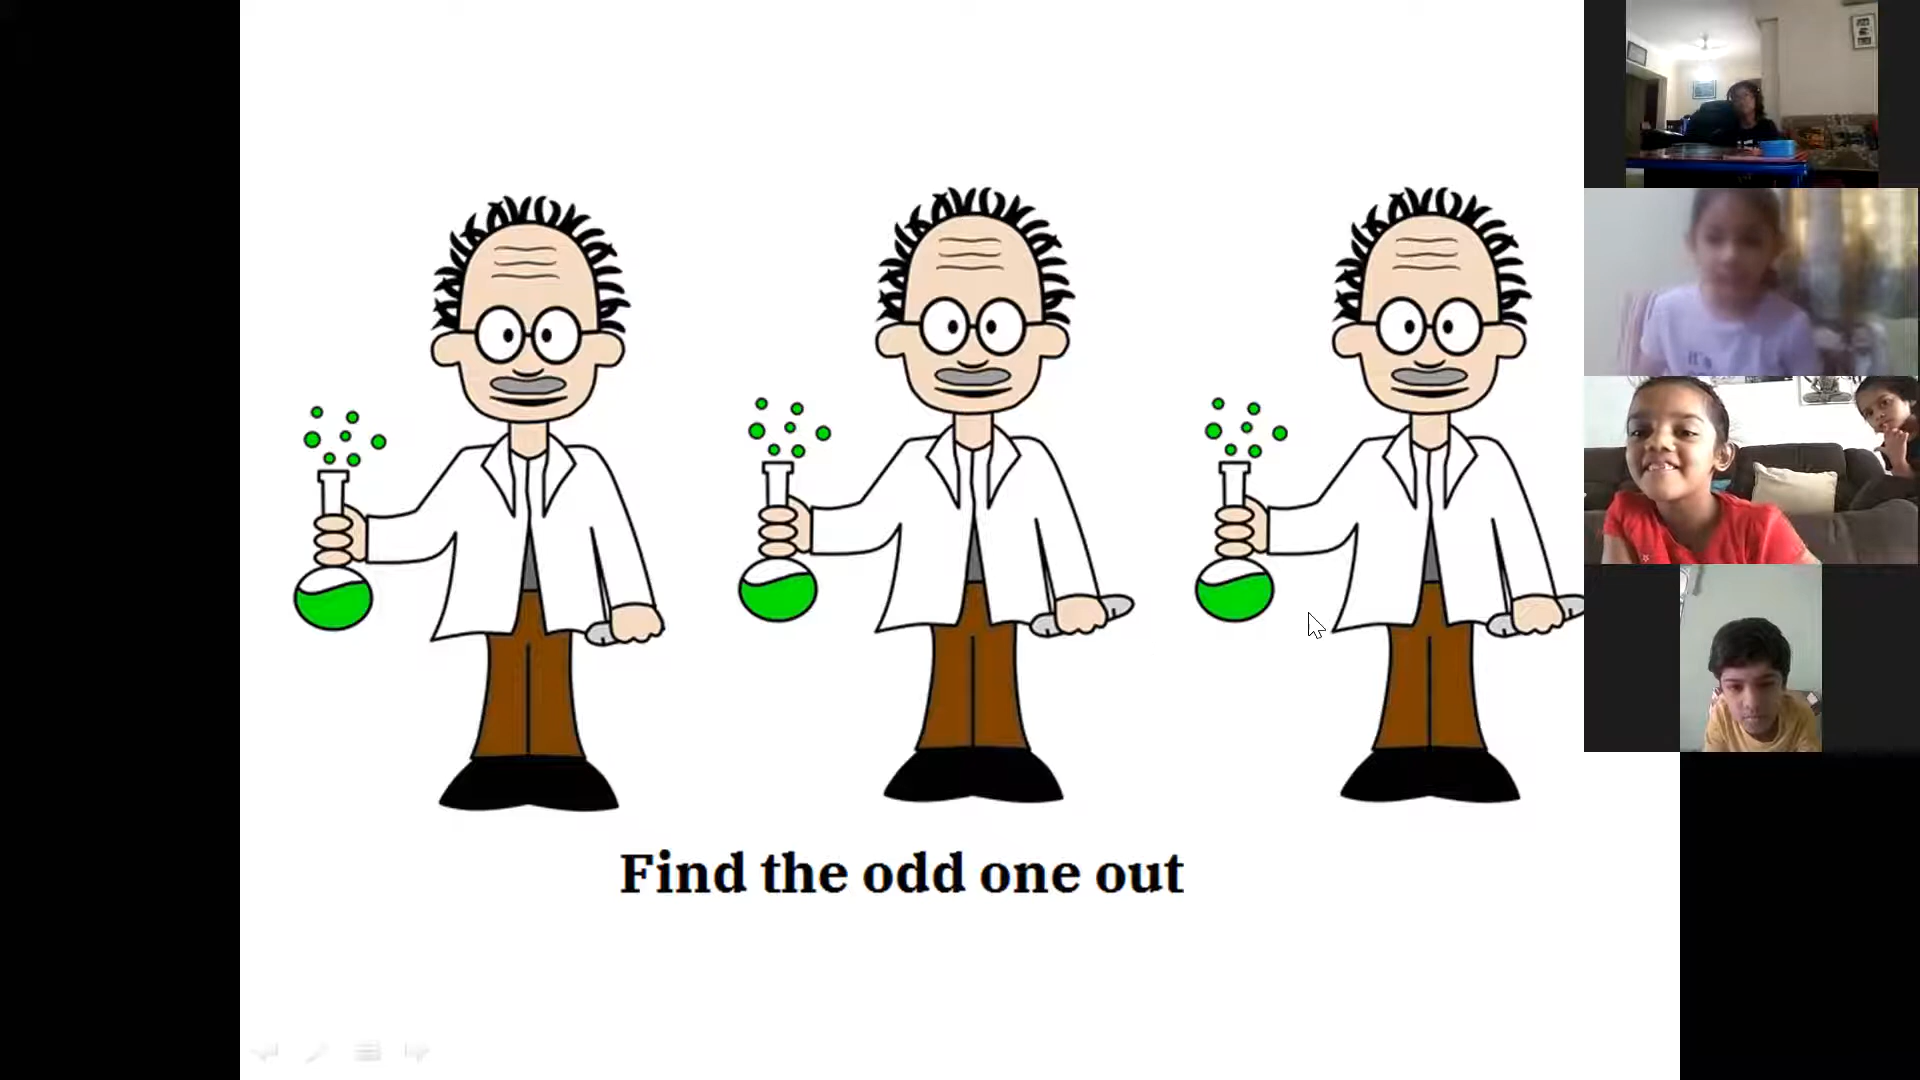 Find the odd one out